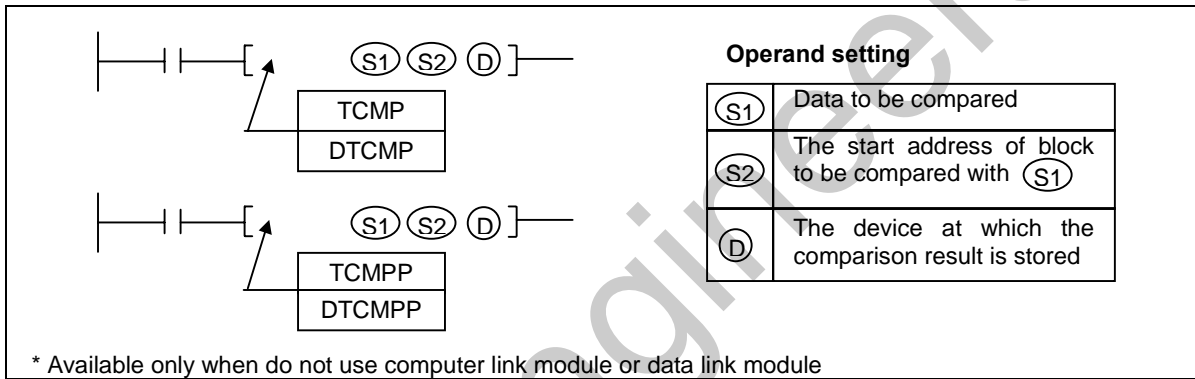 S1 S2 D
TCMP
DTCMP
S1 S2 D
TCMPP
DTCMPP
Operand setting
S1 Data to be compared
S2 The start address of block
to be compared with S1
D The device at which the
comparison result is stored
* Available only when do not use computer link module or data link module